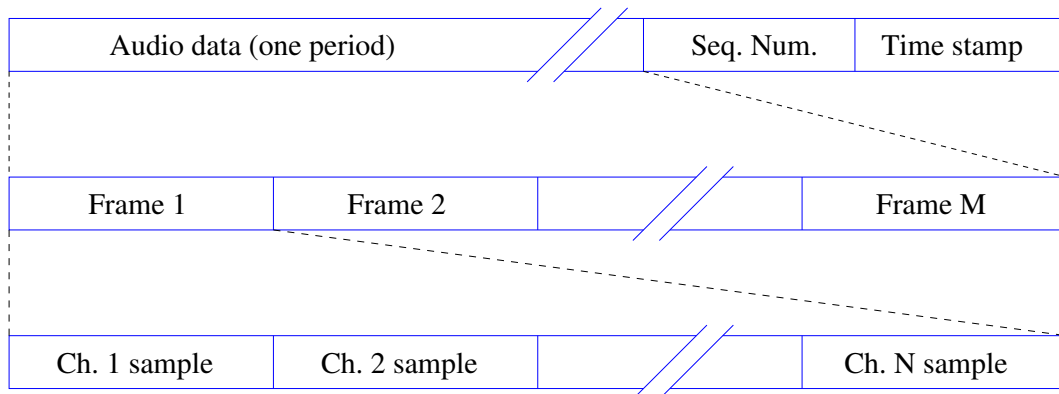 Audio data (one period) Seq. Num. Time stamp
Frame 1 Frame 2 Frame M
Ch. 1 sample Ch. 2 sample Ch. N sample